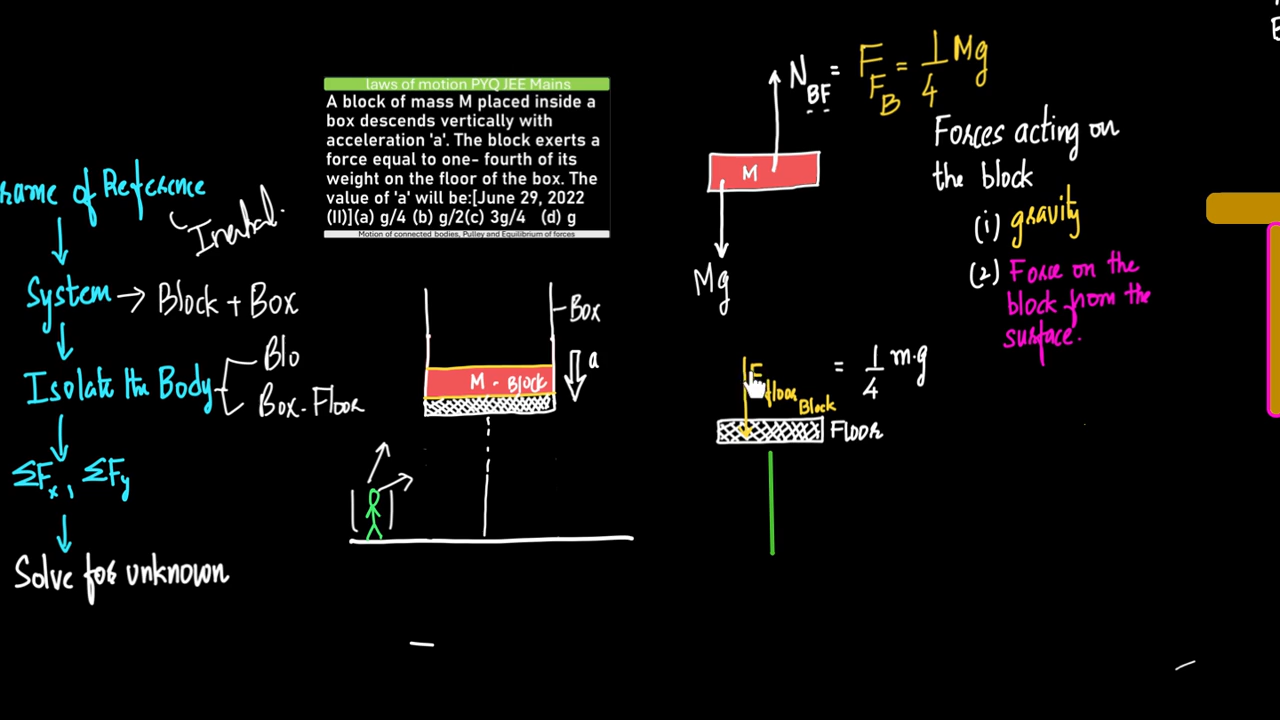 laws of motion PYQ JEE Mains
A block of mass M placed inside a
box descends vertically with
acceleration 'a'. The block exerts a
force equal to one- fourth of its
weight on the floor of the box. The
value of 'a' will be:[June 29, 2022
(II)](a) g/4 (b) g/2(c) 3g/4 (d) g
Motion of connected bodies, Pulley and Equilibrium of forces
rame of Reference
Inertial.
System → Block + Box
Isolate the Body
Blo
Box-Floor
ΣFx, ΣFy
Solve for unknown
Box
a
M - BLOCK
N BF = F F B = 1/4 Mg
M
Mg
Forces acting on
the block
(i) gravity
(2) Force on the
block from the
surface.
F floor Block = 1/4 m.g
Floor